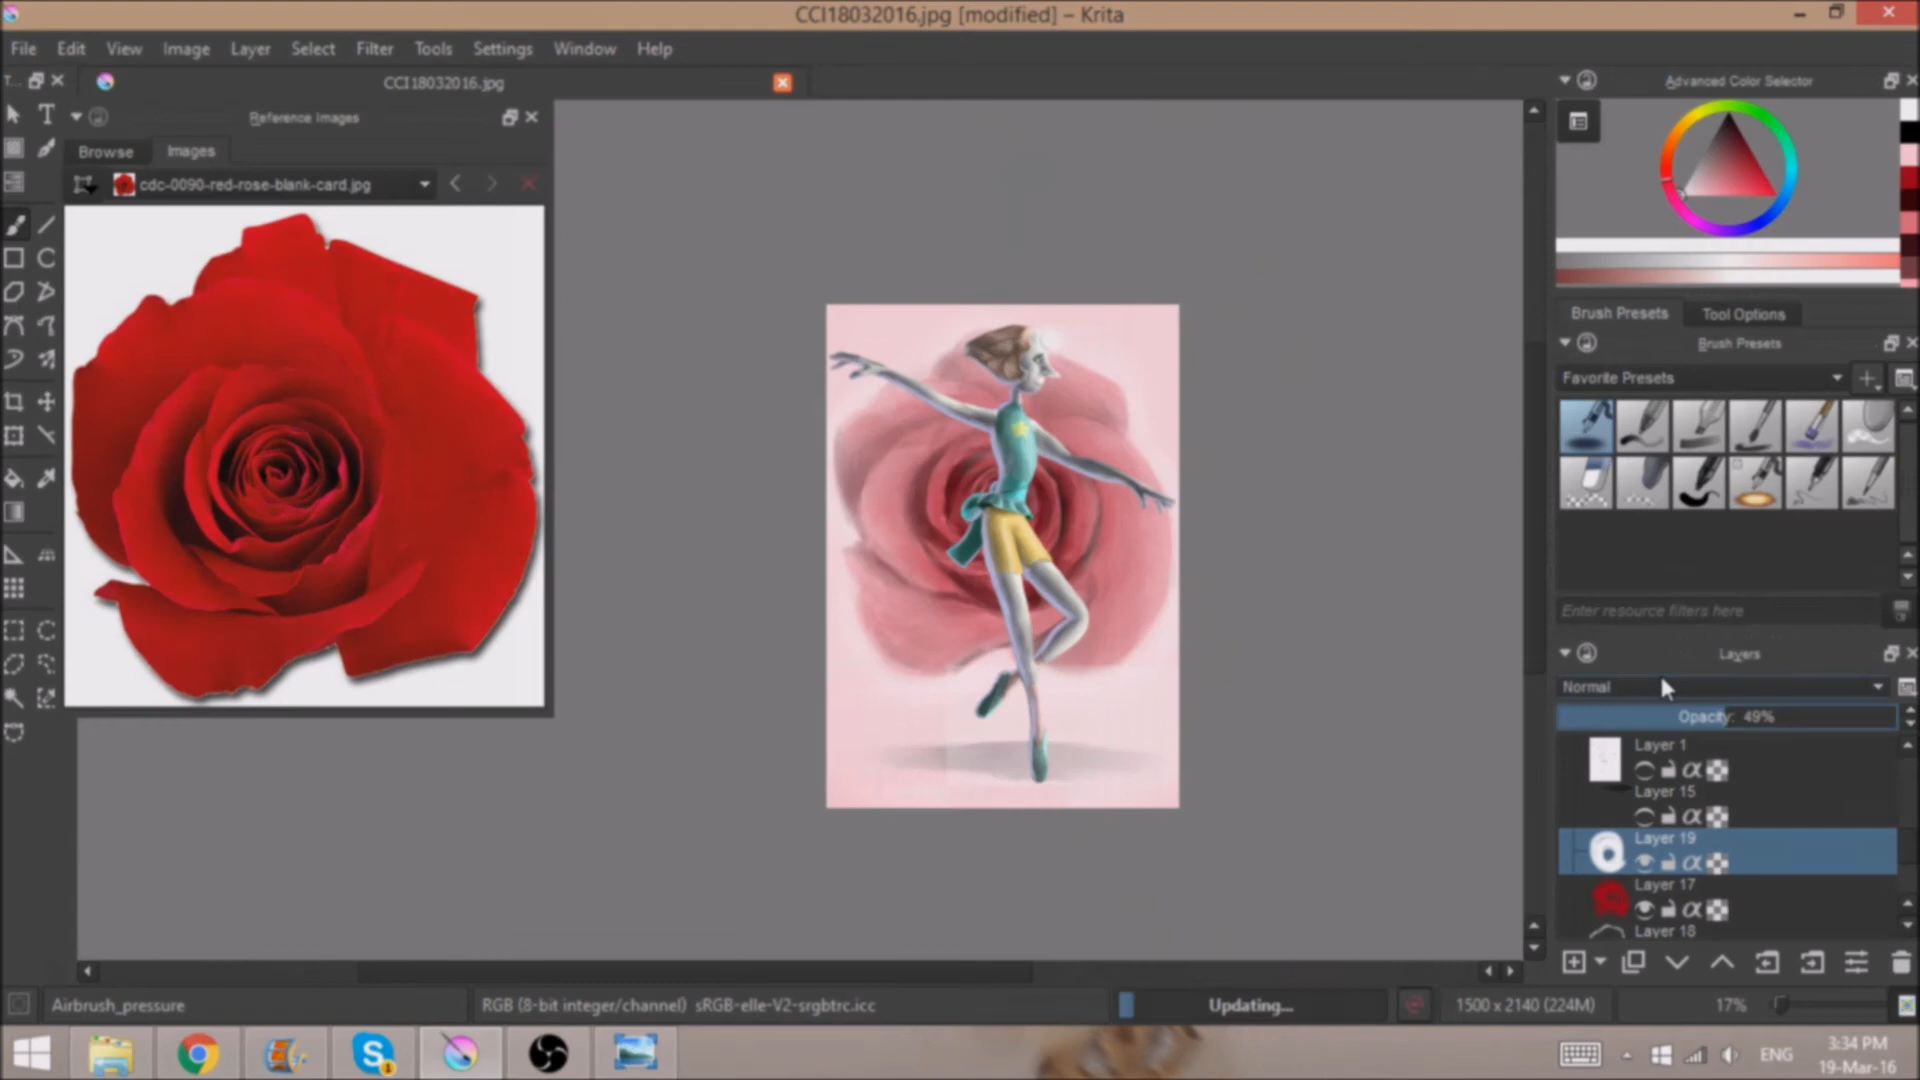 CCI18032016.jpg [modified] – Krita
File Edit View Image Layer Select Filter Tools Settings Window Help
T... CCI18032016.jpg
Advanced Color Selector
Reference Images
Browse Images
cdc-0090-red-rose-blank-card.jpg
Brush Presets Tool Options
Brush Presets
Favorite Presets
Enter resource filters here
Layers
Normal
Opacity: 49%
Layer 1
Layer 15
Layer 19
Layer 17
Layer 18
Airbrush_pressure RGB (8-bit integer/channel) sRGB-elle-V2-srgbtrc.icc Updating... 1500 x 2140 (224M) 17%
ENG
3:34 PM
19-Mar-16